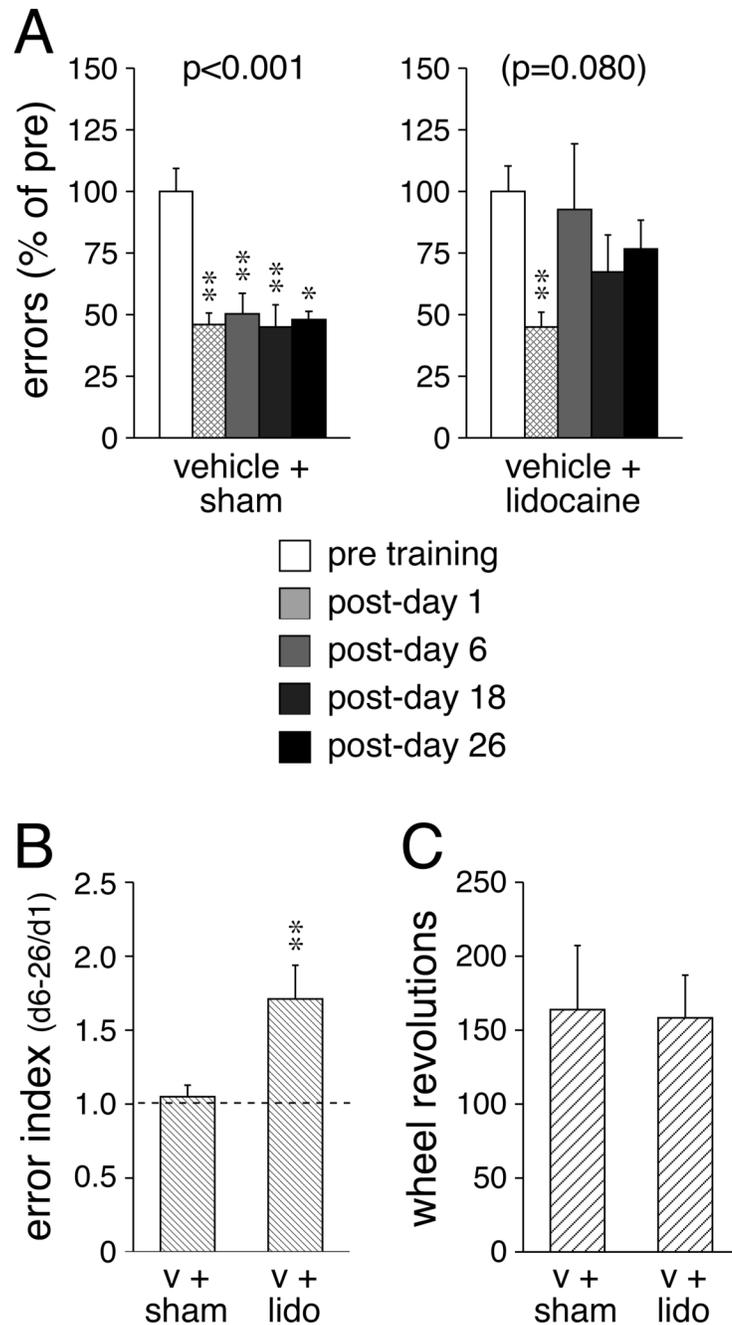 A
p<0.001
(p=0.080)
errors (% of pre)
150
125
100
75
50
25
0
**
**
**
*
vehicle +
sham
150
125
100
75
50
25
0
**
vehicle +
lidocaine
pre training
post-day 1
post-day 6
post-day 18
post-day 26
B
error index (d6-26/d1)
2.5
2.0
1.5
1.0
0.5
0
**
v +
sham
v +
lido
C
wheel revolutions
250
200
150
100
50
0
v +
sham
v +
lido